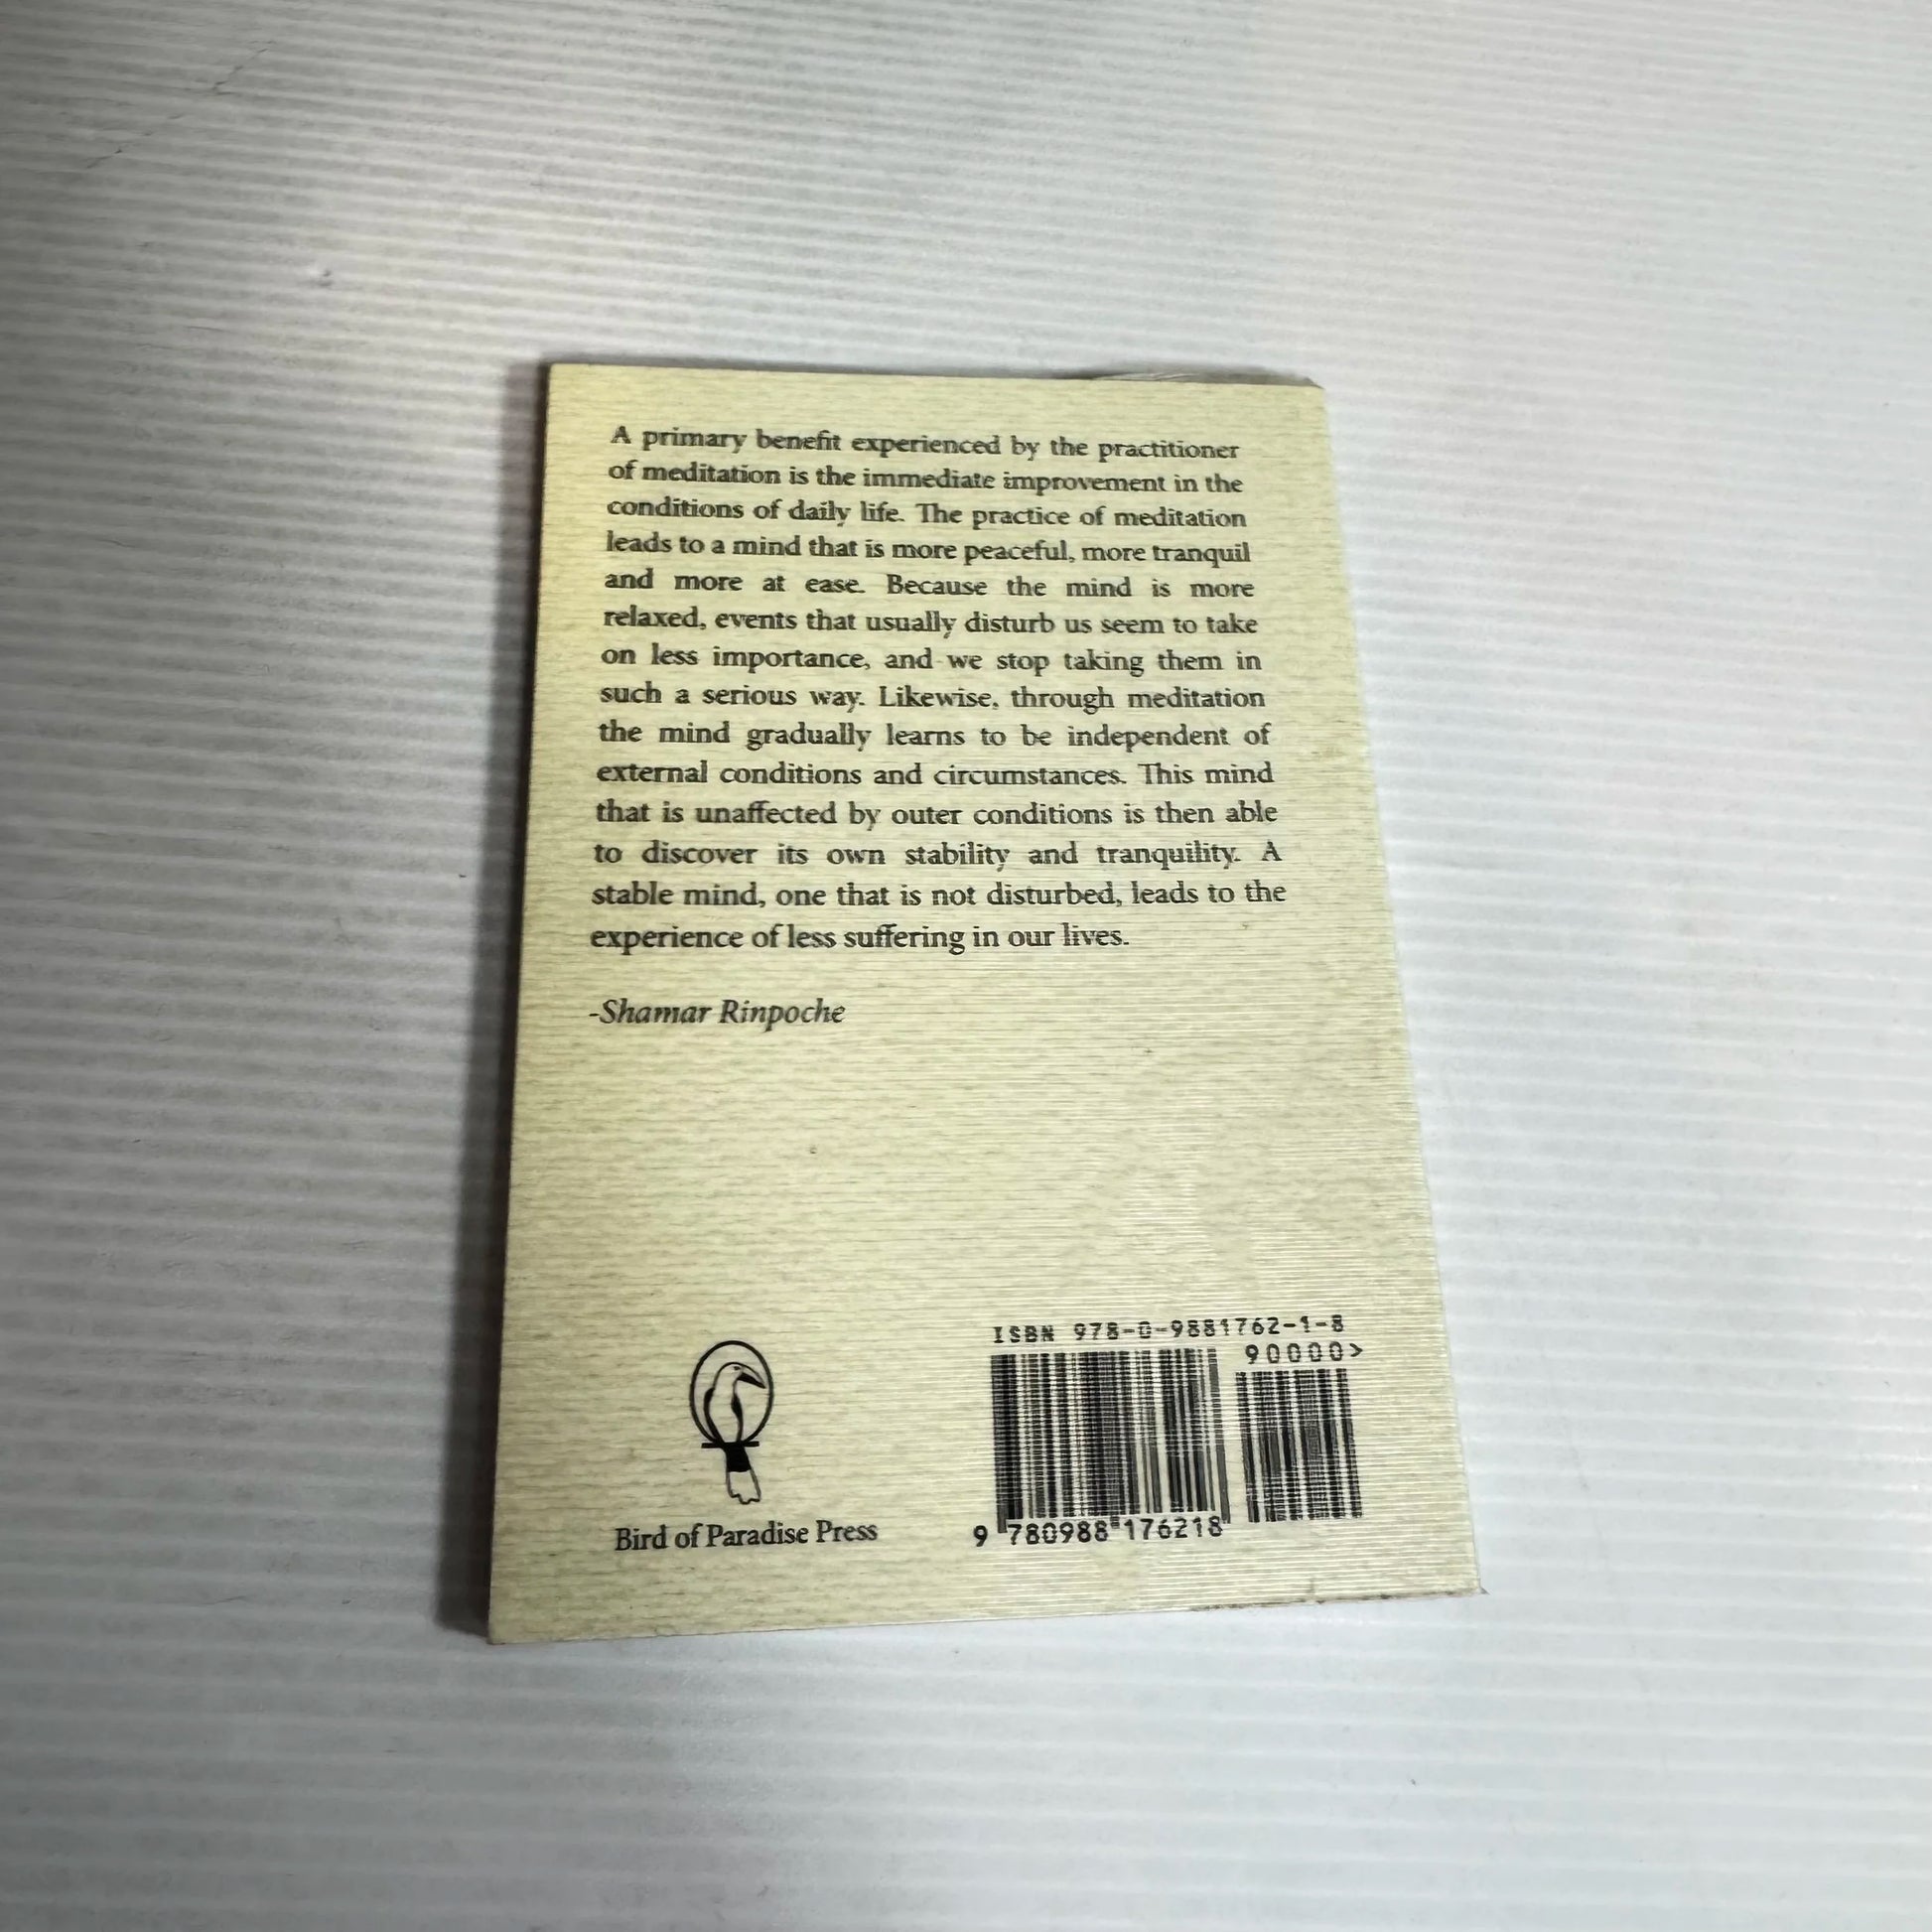 A primary benefit experienced by the practitioner
of meditation is the immediate improvement in the
conditions of daily life. The practice of meditation
leads to a mind that is more peaceful, more tranquil
and more at ease. Because the mind is more
relaxed, events that usually disturb us seem to take
on less importance, and we stop taking them in
such a serious way. Likewise, through meditation
the mind gradually learns to be independent of
external conditions and circumstances. This mind
that is unaffected by outer conditions is then able
to discover its own stability and tranquility. A
stable mind, one that is not disturbed, leads to the
experience of less suffering in our lives.
-Shamar Rinpoche
Bird of Paradise Press
ISBN 978-0-9881762-1-8
90000>
9 780988 176218